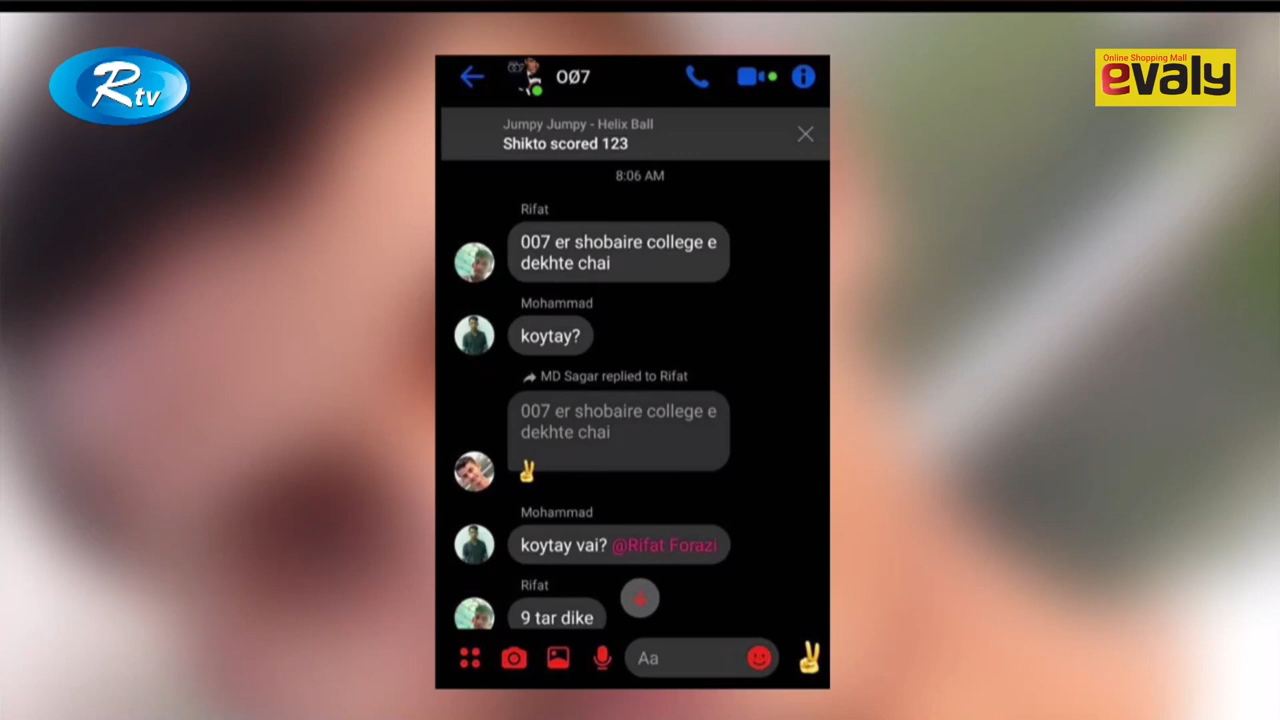 Rtv
Online Shopping Mall
evaly
OØ7
Jumpy Jumpy - Helix Ball
Shikto scored 123
8:06 AM
Rifat
007 er shobaire college e
dekhte chai
Mohammad
koytay?
MD Sagar replied to Rifat
007 er shobaire college e
dekhte chai
Mohammad
koytay vai? @Rifat Forazi
Rifat
9 tar dike
Aa